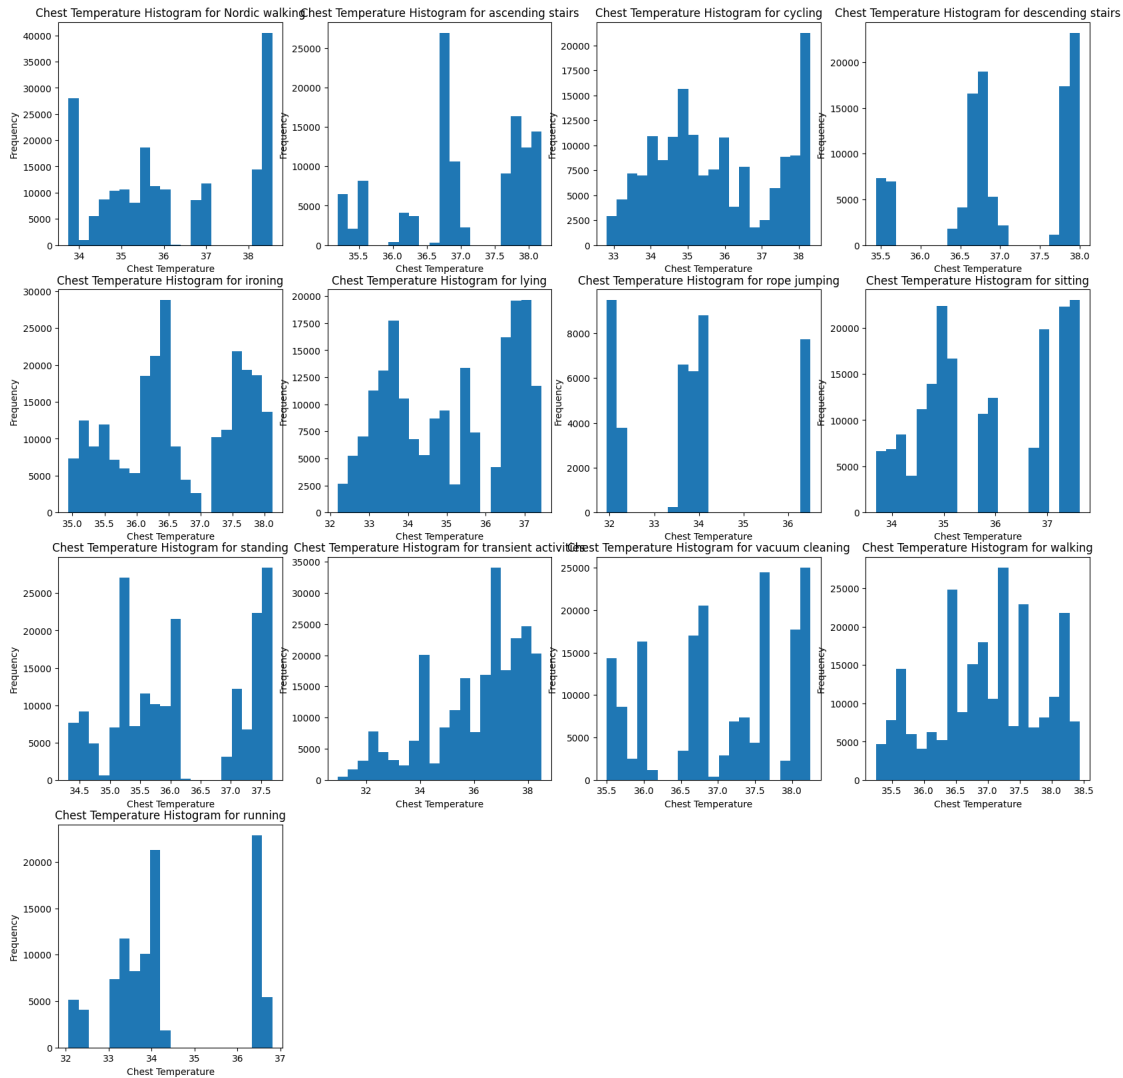 Chest Temperature Histogram for Nordic walking
Frequency
40000
35000
30000
25000
20000
15000
10000
5000
0
34 35 36 37 38
Chest Temperature
Chest Temperature Histogram for ascending stairs
Frequency
25000
20000
15000
10000
5000
0
35.5 36.0 36.5 37.0 37.5 38.0
Chest Temperature
Chest Temperature Histogram for cycling
Frequency
20000
17500
15000
12500
10000
7500
5000
2500
0
33 34 35 36 37 38
Chest Temperature
Chest Temperature Histogram for descending stairs
Frequency
20000
15000
10000
5000
0
35.5 36.0 36.5 37.0 37.5 38.0
Chest Temperature
Chest Temperature Histogram for ironing
Frequency
30000
25000
20000
15000
10000
5000
0
35.0 35.5 36.0 36.5 37.0 37.5 38.0
Chest Temperature
Chest Temperature Histogram for lying
Frequency
20000
17500
15000
12500
10000
7500
5000
2500
0
32 33 34 35 36 37
Chest Temperature
Chest Temperature Histogram for rope jumping
Frequency
8000
6000
4000
2000
0
32 33 34 35 36
Chest Temperature
Chest Temperature Histogram for sitting
Frequency
20000
15000
10000
5000
0
34 35 36 37
Chest Temperature
Chest Temperature Histogram for standing
Frequency
25000
20000
15000
10000
5000
0
34.5 35.0 35.5 36.0 36.5 37.0 37.5
Chest Temperature
Chest Temperature Histogram for transient activities
Frequency
35000
30000
25000
20000
15000
10000
5000
0
32 34 36 38
Chest Temperature
Chest Temperature Histogram for vacuum cleaning
Frequency
25000
20000
15000
10000
5000
0
35.5 36.0 36.5 37.0 37.5 38.0
Chest Temperature
Chest Temperature Histogram for walking
Frequency
25000
20000
15000
10000
5000
0
35.5 36.0 36.5 37.0 37.5 38.0 38.5
Chest Temperature
Chest Temperature Histogram for running
Frequency
20000
15000
10000
5000
0
32 33 34 35 36 37
Chest Temperature